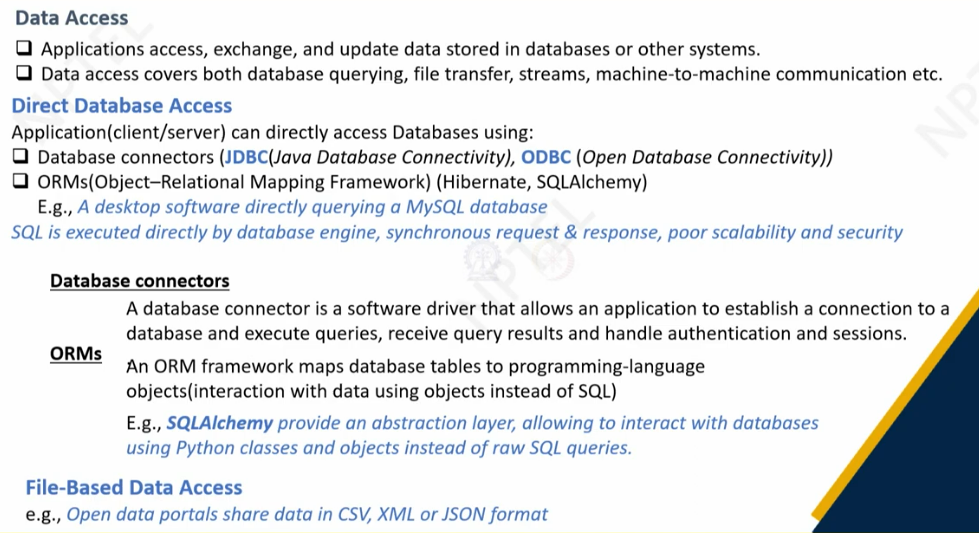 Data Access
❑ Applications access, exchange, and update data stored in databases or other systems.
❑ Data access covers both database querying, file transfer, streams, machine-to-machine communication etc.
Direct Database Access
Application(client/server) can directly access Databases using:
❑ Database connectors (JDBC(Java Database Connectivity), ODBC (Open Database Connectivity))
❑ ORMs(Object–Relational Mapping Framework) (Hibernate, SQLAlchemy)
E.g., A desktop software directly querying a MySQL database
SQL is executed directly by database engine, synchronous request & response, poor scalability and security
Database connectors
A database connector is a software driver that allows an application to establish a connection to a
database and execute queries, receive query results and handle authentication and sessions.
ORMs
An ORM framework maps database tables to programming-language
objects(interaction with data using objects instead of SQL)
E.g., SQLAlchemy provide an abstraction layer, allowing to interact with databases
using Python classes and objects instead of raw SQL queries.
File-Based Data Access
e.g., Open data portals share data in CSV, XML or JSON format
NPTEL
NPTEL
NPT